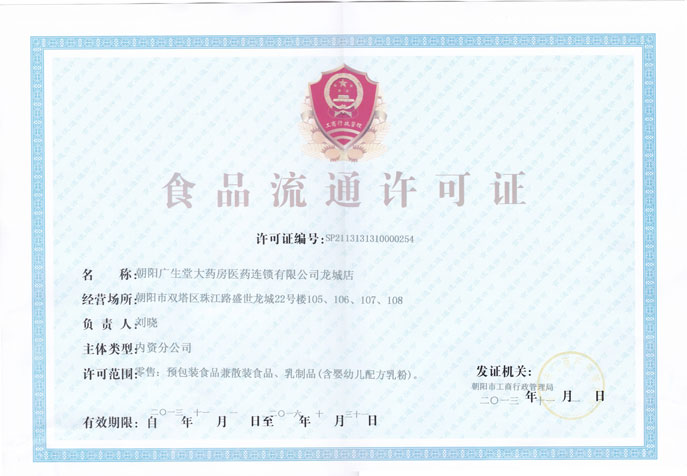 工商行政管理
食品流通许可证
许可证编号:SP2113131310000254
名 称:朝阳广生堂大药房医药连锁有限公司龙城店
经营场所:朝阳市双塔区珠江路盛世龙城22号楼105、106、107、108
负 责 人:刘晓
主体类型:内资分公司
许可范围:零售: 预包装食品兼散装食品、乳制品(含婴幼儿配方乳粉)。
发证机关:
朝阳市工商行政管理局
二〇一三 年 十一 月 一 日
有效期限: 自 二〇一三 年 十一 月 一 日至 二〇一六 年 十 月 三十一 日